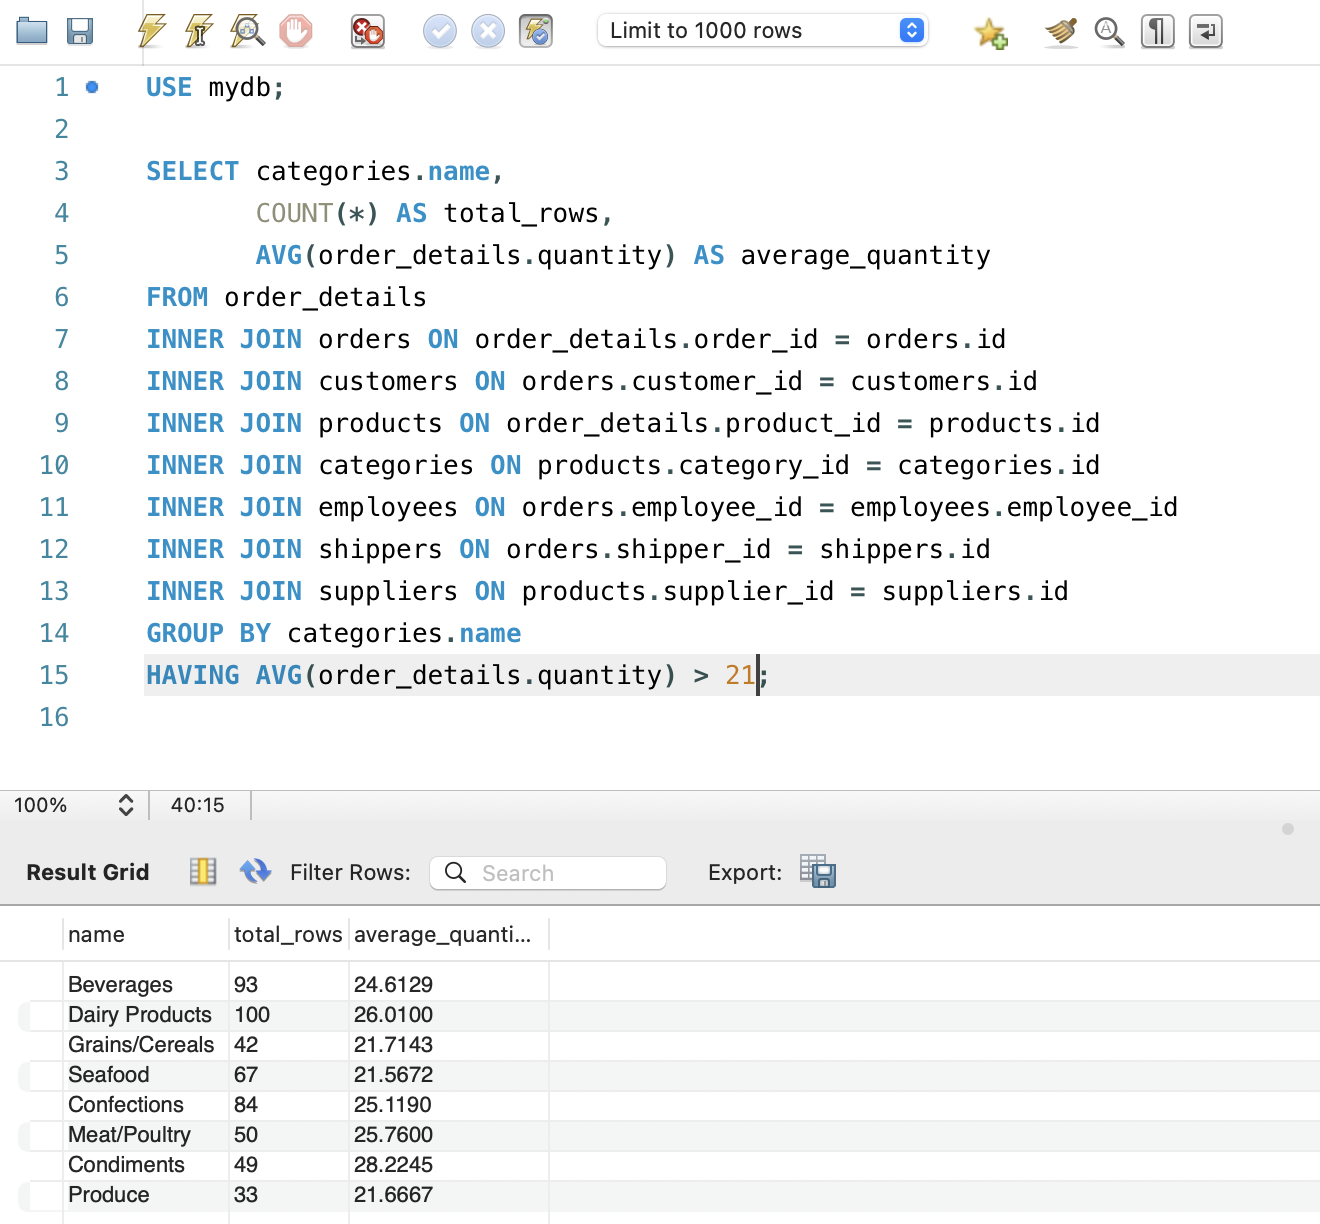 Limit to 1000 rows
1 USE mydb;
2
3 SELECT categories.name,
4 COUNT(*) AS total_rows,
5 AVG(order_details.quantity) AS average_quantity
6 FROM order_details
7 INNER JOIN orders ON order_details.order_id = orders.id
8 INNER JOIN customers ON orders.customer_id = customers.id
9 INNER JOIN products ON order_details.product_id = products.id
10 INNER JOIN categories ON products.category_id = categories.id
11 INNER JOIN employees ON orders.employee_id = employees.employee_id
12 INNER JOIN shippers ON orders.shipper_id = shippers.id
13 INNER JOIN suppliers ON products.supplier_id = suppliers.id
14 GROUP BY categories.name
15 HAVING AVG(order_details.quantity) > 21;
16
100% 40:15
Result Grid Filter Rows: Search Export:
name total_rows average_quanti...
Beverages 93 24.6129
Dairy Products 100 26.0100
Grains/Cereals 42 21.7143
Seafood 67 21.5672
Confections 84 25.1190
Meat/Poultry 50 25.7600
Condiments 49 28.2245
Produce 33 21.6667